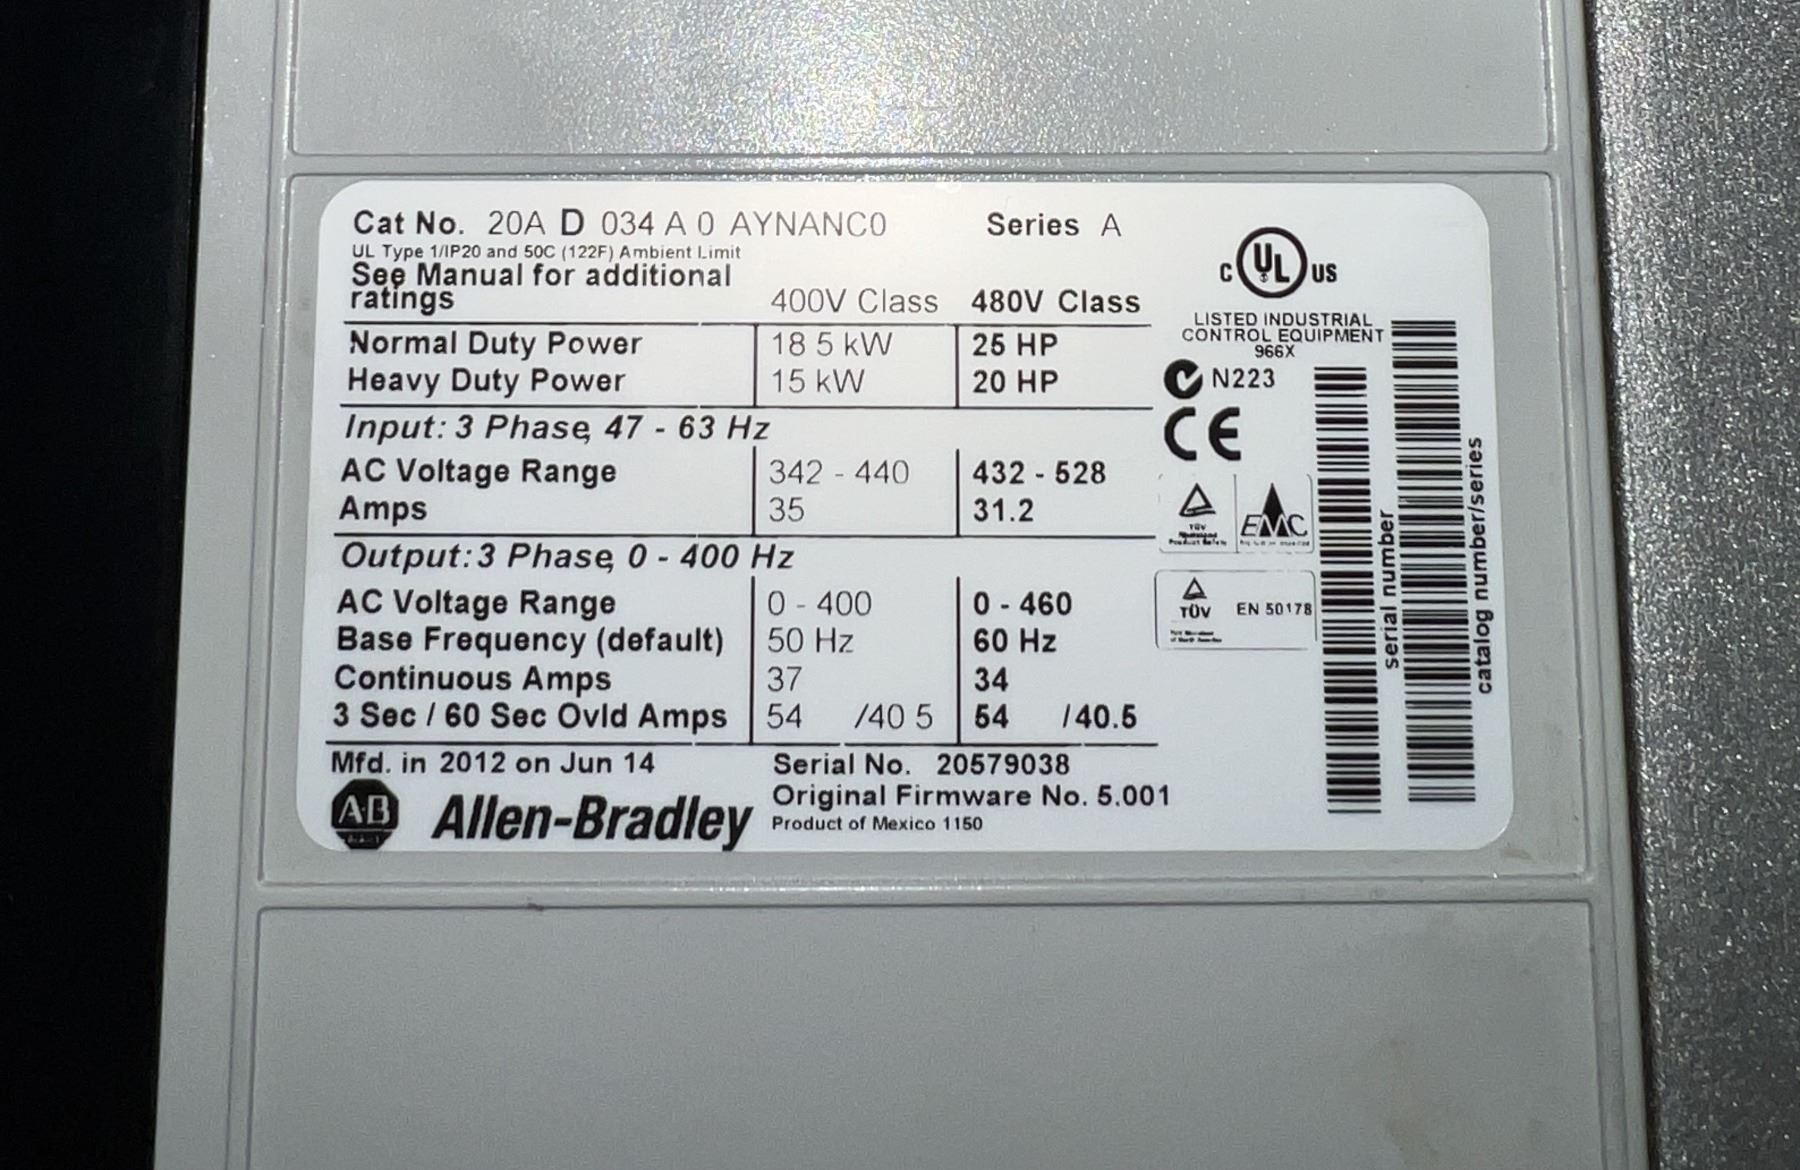 Cat No. 20A D 034 A 0 AYNANC0 Series A
UL Type 1/IP20 and 50C (122F) Ambient Limit
See Manual for additional
ratings 400V Class 480V Class
Normal Duty Power 18 5 kW 25 HP
Heavy Duty Power 15 kW 20 HP
Input: 3 Phase, 47 - 63 Hz
AC Voltage Range 342 - 440 432 - 528
Amps 35 31.2
Output: 3 Phase, 0 - 400 Hz
AC Voltage Range 0 - 400 0 - 460
Base Frequency (default) 50 Hz 60 Hz
Continuous Amps 37 34
3 Sec / 60 Sec Ovld Amps 54 /40 5 54 /40.5
Mfd. in 2012 on Jun 14 Serial No. 20579038
Original Firmware No. 5.001
A·B Allen-Bradley Product of Mexico 1150
C UL US
LISTED INDUSTRIAL
CONTROL EQUIPMENT
966X
N223
CE
TÜV EMC
TÜV EN 50178
serial number
catalog number/series